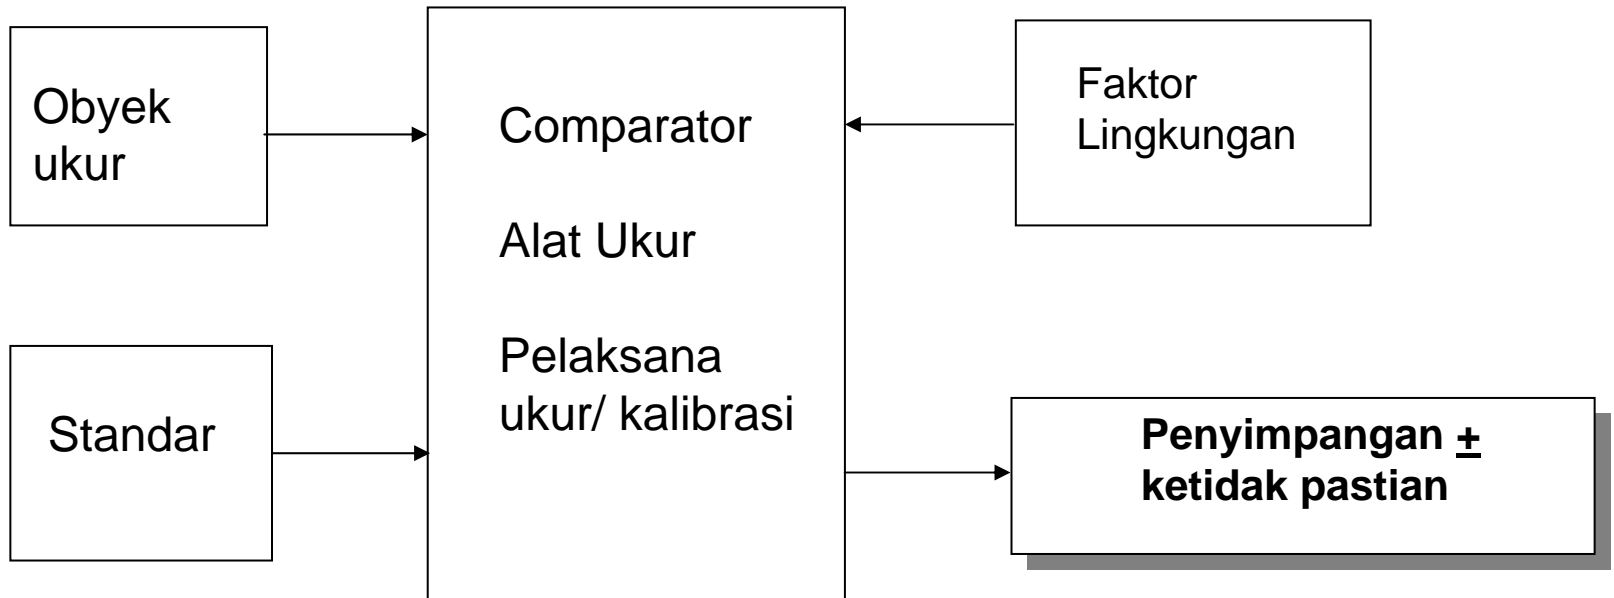 Obyek
ukur
Standar
Comparator
Alat Ukur
Pelaksana
ukur/ kalibrasi
Faktor
Lingkungan
Penyimpangan ±
ketidak pastian